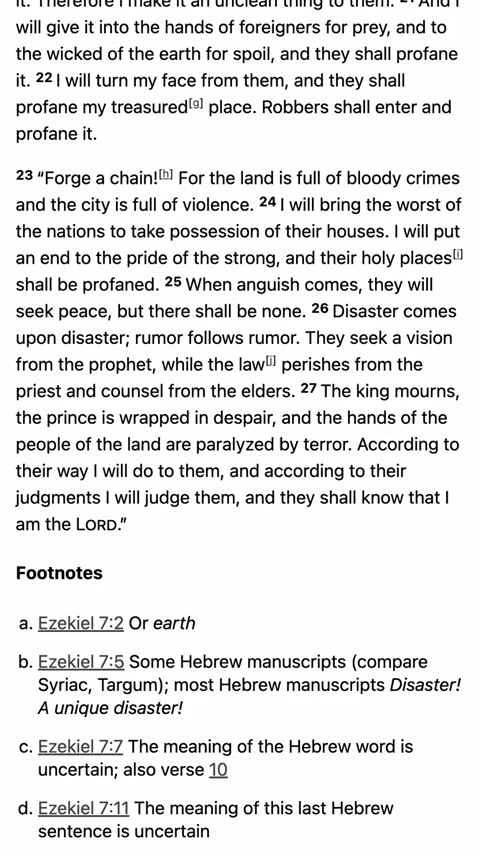 it. Therefore I make it an unclean thing to them. 21 And I
will give it into the hands of foreigners for prey, and to
the wicked of the earth for spoil, and they shall profane
it. 22 I will turn my face from them, and they shall
profane my treasured[g] place. Robbers shall enter and
profane it.
23 “Forge a chain![h] For the land is full of bloody crimes
and the city is full of violence. 24 I will bring the worst of
the nations to take possession of their houses. I will put
an end to the pride of the strong, and their holy places[i]
shall be profaned. 25 When anguish comes, they will
seek peace, but there shall be none. 26 Disaster comes
upon disaster; rumor follows rumor. They seek a vision
from the prophet, while the law[j] perishes from the
priest and counsel from the elders. 27 The king mourns,
the prince is wrapped in despair, and the hands of the
people of the land are paralyzed by terror. According to
their way I will do to them, and according to their
judgments I will judge them, and they shall know that I
am the LORD.”
Footnotes
a. Ezekiel 7:2 Or earth
b. Ezekiel 7:5 Some Hebrew manuscripts (compare
Syriac, Targum); most Hebrew manuscripts Disaster!
A unique disaster!
c. Ezekiel 7:7 The meaning of the Hebrew word is
uncertain; also verse 10
d. Ezekiel 7:11 The meaning of this last Hebrew
sentence is uncertain